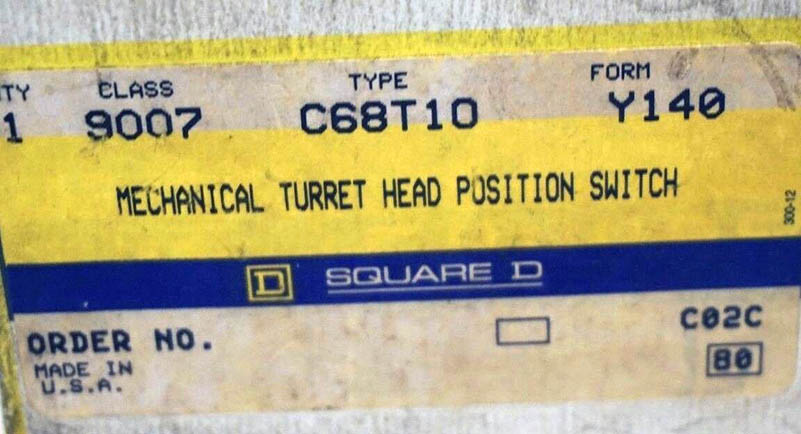 TY CLASS TYPE FORM
1 9007 C68T10 Y140
MECHANICAL TURRET HEAD POSITION SWITCH
300-12
D SQUARE D
ORDER NO. C02C
MADE IN 80
U.S.A.